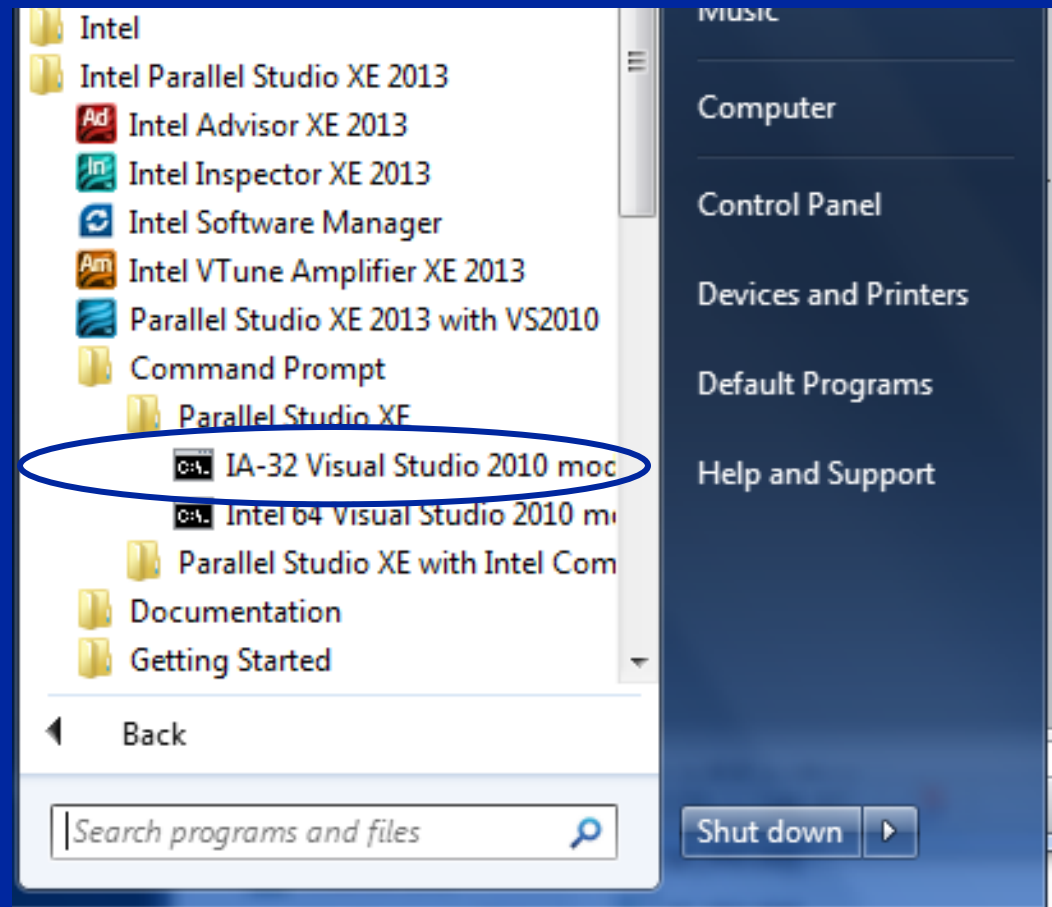 Intel
Intel Parallel Studio XE 2013
Ad Intel Advisor XE 2013
In Intel Inspector XE 2013
Intel Software Manager
Am Intel VTune Amplifier XE 2013
Parallel Studio XE 2013 with VS2010
Command Prompt
Parallel Studio XE
C:\. IA-32 Visual Studio 2010 mod
C:\. Intel 64 Visual Studio 2010 m
Parallel Studio XE with Intel Com
Documentation
Getting Started
Back
Search programs and files
Music
Computer
Control Panel
Devices and Printers
Default Programs
Help and Support
Shut down